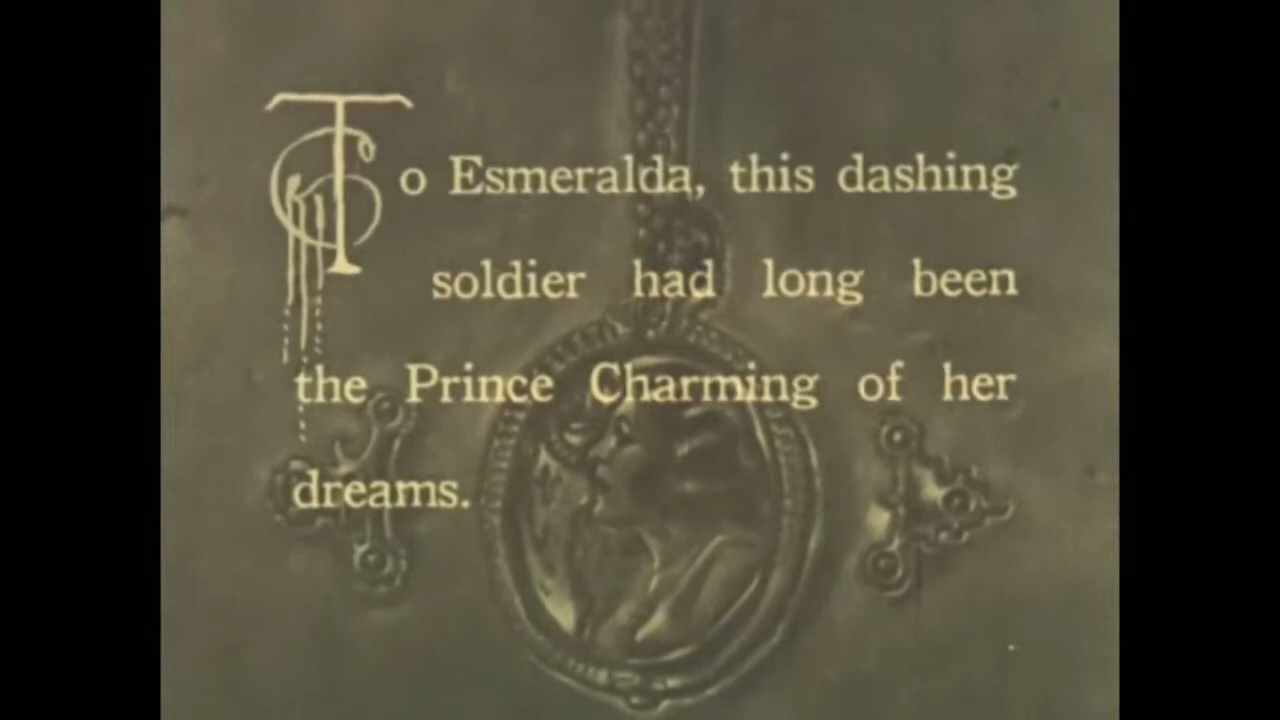 To Esmeralda, this dashing
soldier had long been
the Prince Charming of her
dreams.